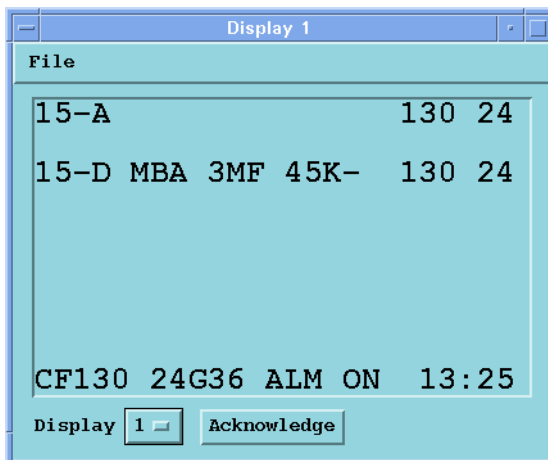 Display 1
File
15-A 130 24
15-D MBA 3MF 45K- 130 24
CF130 24G36 ALM ON 13:25
Display 1 Acknowledge